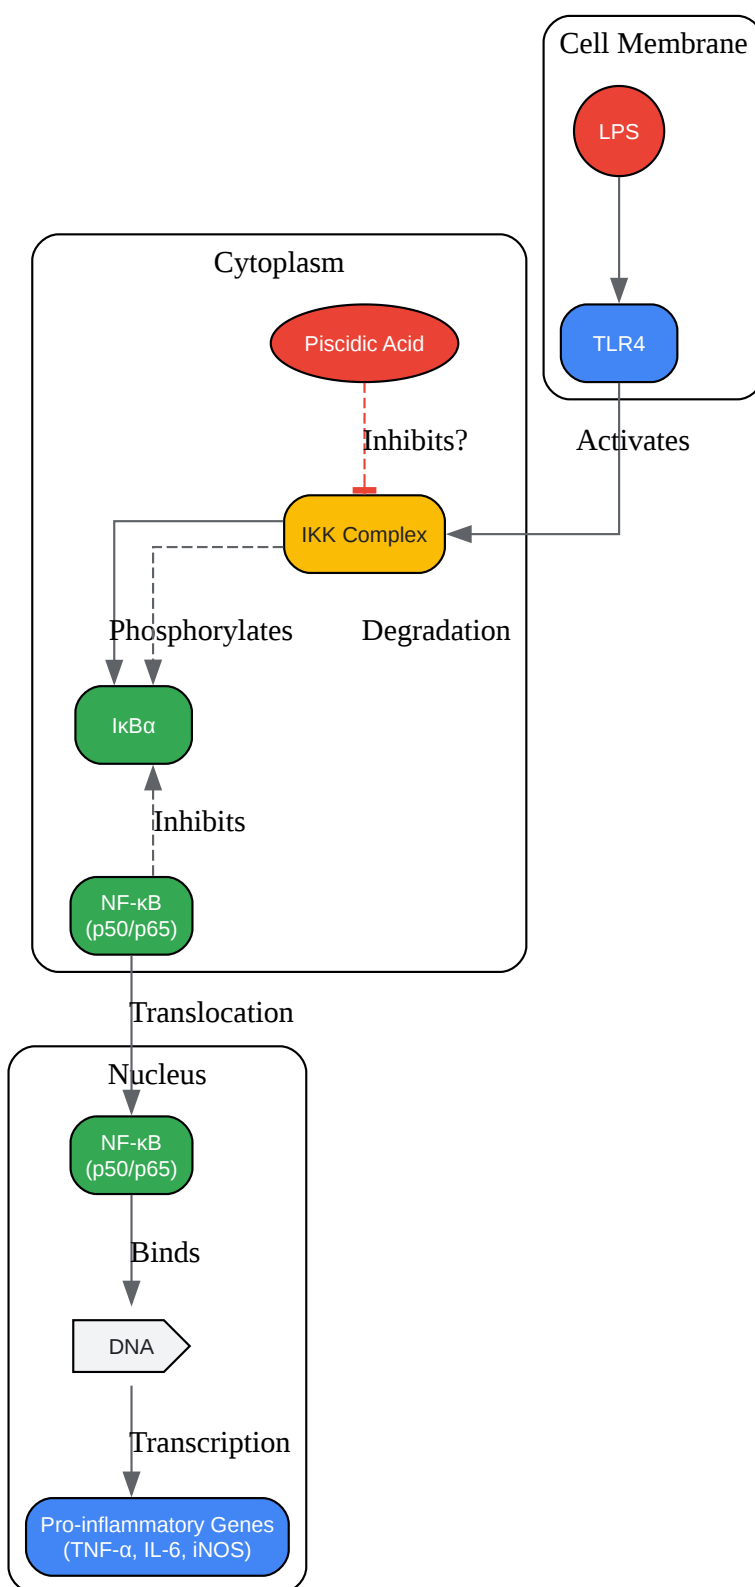 Cell Membrane
LPS
Cytoplasm
Piscidic Acid
TLR4
Inhibits?
Activates
IKK Complex
Phosphorylates
Degradation
IκBα
Inhibits
NF-κB
(p50/p65)
Translocation
Nucleus
NF-κB
(p50/p65)
Binds
DNA
Transcription
Pro-inflammatory Genes
(TNF-α, IL-6, iNOS)